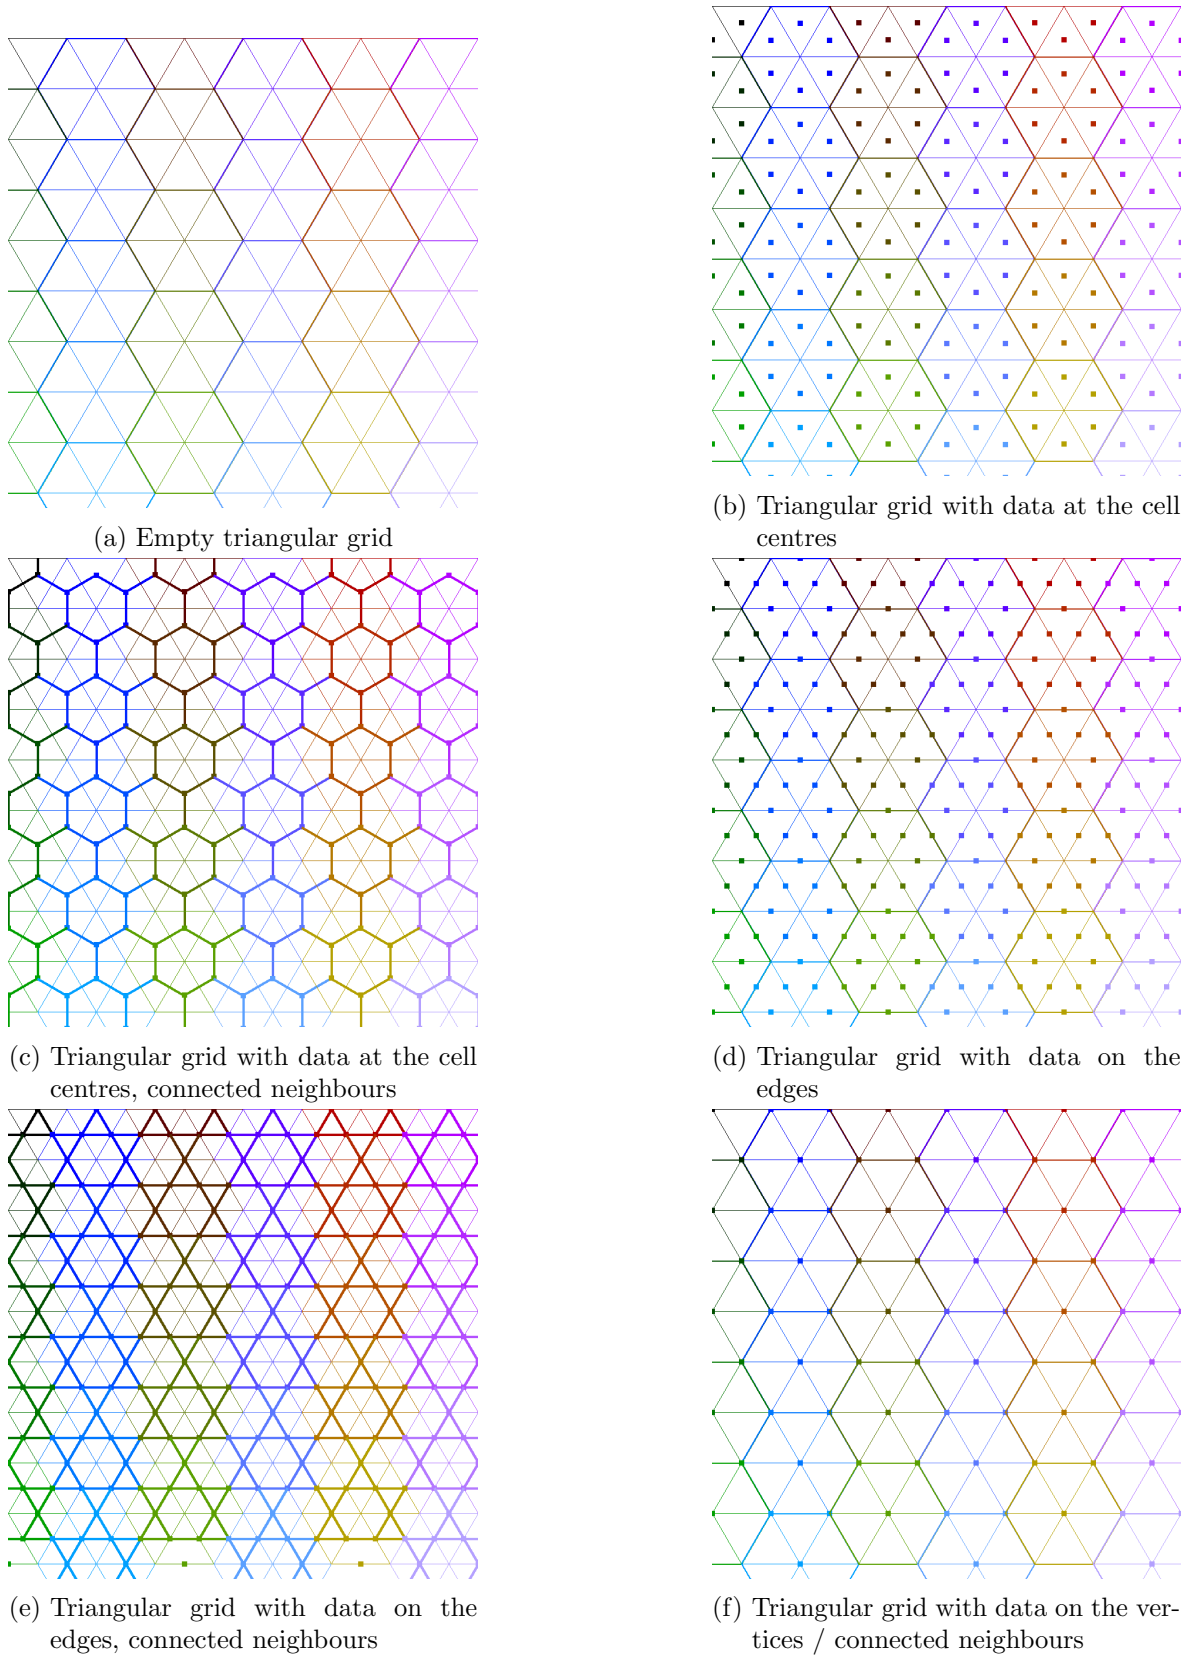 (a) Empty triangular grid
(b) Triangular grid with data at the cell
centres
(c) Triangular grid with data at the cell
centres, connected neighbours
(d) Triangular grid with data on the
edges
(e) Triangular grid with data on the
edges, connected neighbours
(f) Triangular grid with data on the ver-
tices / connected neighbours